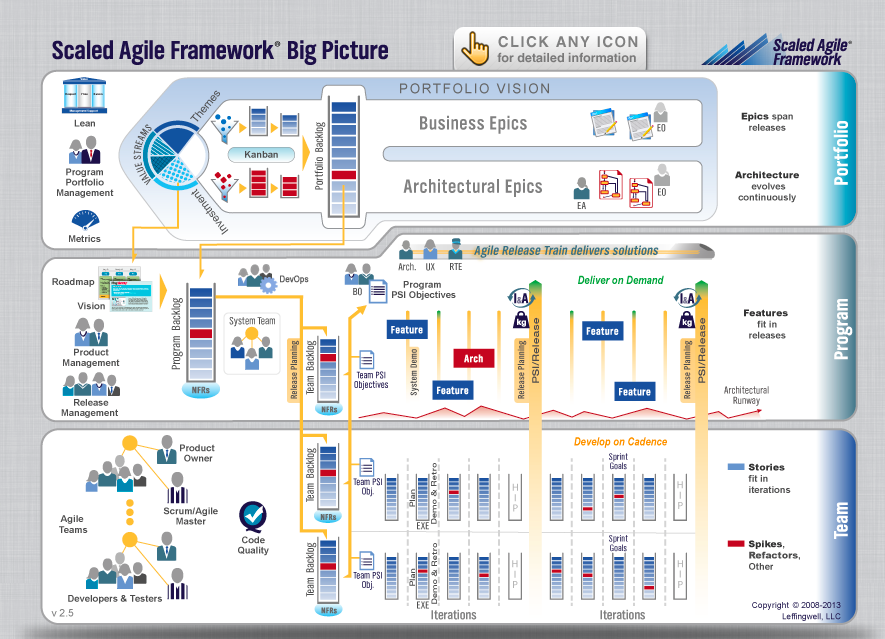 Scaled Agile Framework® Big Picture
CLICK ANY ICON
for detailed information
Scaled Agile®
Framework
Lean
Program
Portfolio
Management
Metrics
VALUE STREAMS
Themes
Investment
Kanban
Portfolio Backlog
PORTFOLIO VISION
Business Epics
EO
Architectural Epics
EA
EO
Epics span
releases
Architecture
evolves
continuously
Portfolio
Roadmap
Vision
Product
Management
Release
Management
Program Backlog
NFRs
DevOps
System Team
Release Planning
Team Backlog
NFRs
BO
Program
PSI Objectives
Team PSI
Objectives
Arch.
UX
RTE
Agile Release Train delivers solutions
Feature
System Demo
Arch
Feature
I&A
kg
Release Planning
PSI/Release
Deliver on Demand
Feature
Feature
I&A
kg
Release Planning
PSI/Release
Architectural
Runway
Features
fit in
releases
Program
Product
Owner
Scrum/Agile
Master
Agile
Teams
Developers & Testers
Code
Quality
v 2.5
Team Backlog
NFRs
Team PSI
Obj.
Plan
EXE
Demo & Retro
HIP
Develop on Cadence
Sprint
Goals
HIP
Team Backlog
NFRs
Team PSI
Obj.
Plan
EXE
Demo & Retro
HIP
Sprint
Goals
HIP
Iterations
Iterations
Stories
fit in
iterations
Spikes,
Refactors,
Other
Team
Copyright © 2008-2013
Leffingwell, LLC